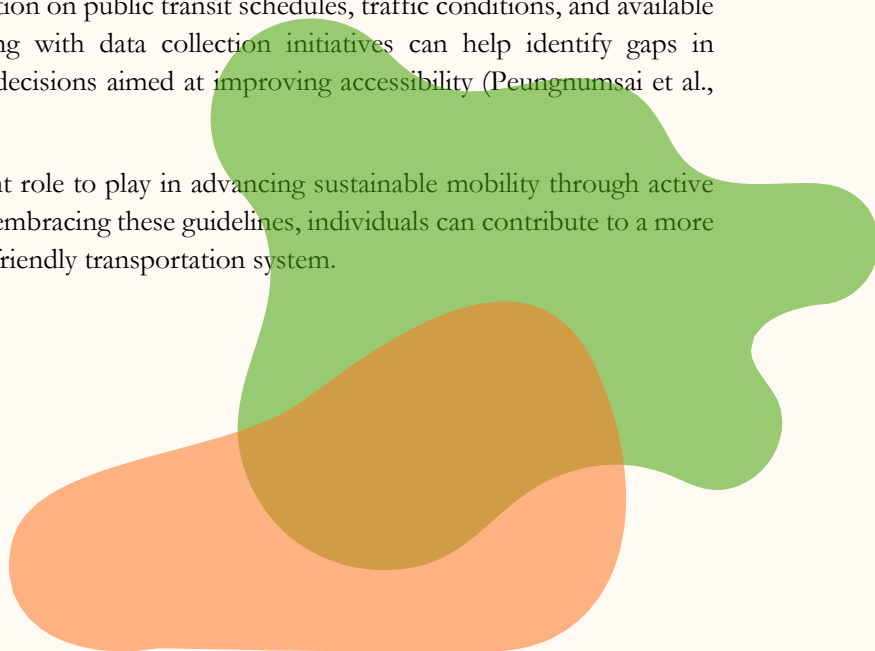 tion on public transit schedules, traffic conditions, and available
ng with data collection initiatives can help identify gaps in
decisions aimed at improving accessibility (Peungnumsai et al.,
nt role to play in advancing sustainable mobility through active
embracing these guidelines, individuals can contribute to a more
friendly transportation system.